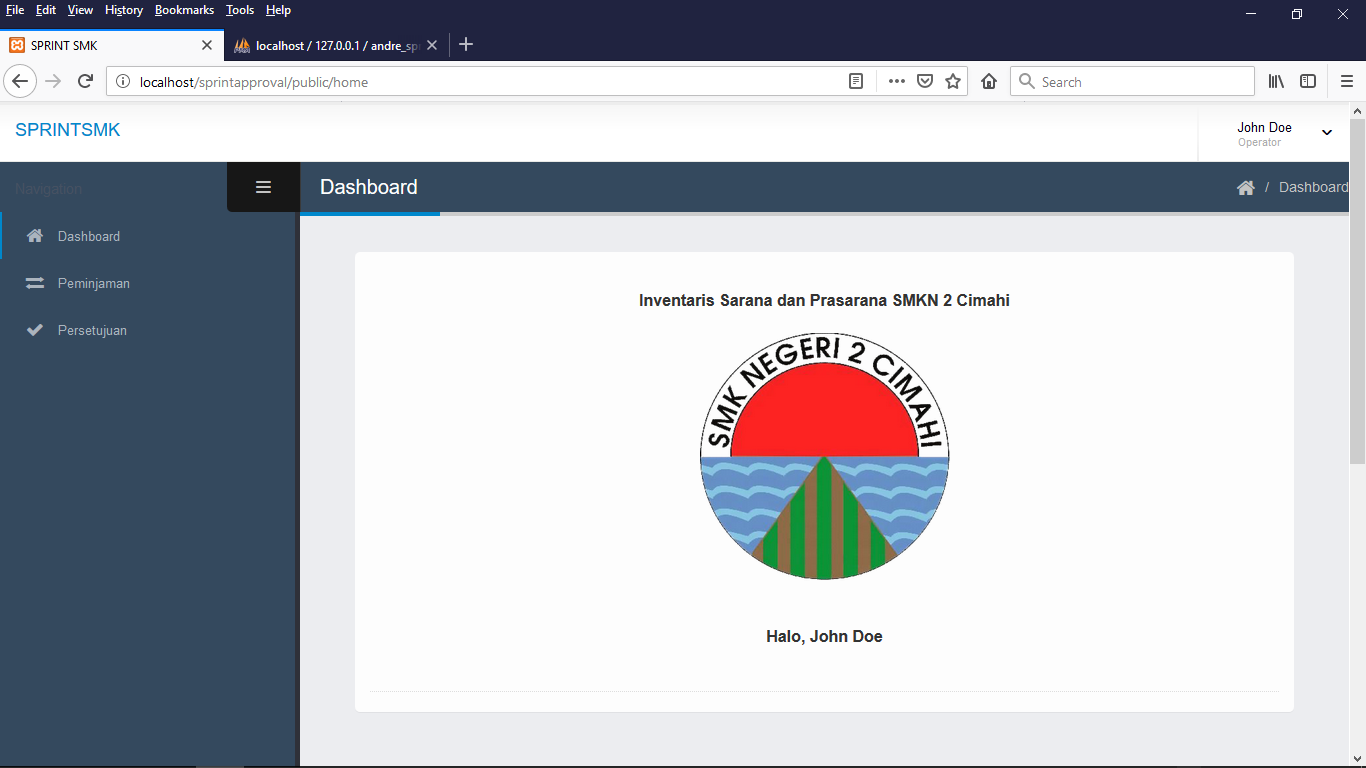 File Edit View History Bookmarks Tools Help
SPRINT SMK
localhost / 127.0.0.1 / andre_sp
localhost/sprintapproval/public/home
Search
SPRINTSMK
John Doe
Operator
Navigation
Dashboard
/ Dashboard
Dashboard
Peminjaman
Persetujuan
Inventaris Sarana dan Prasarana SMKN 2 Cimahi
SMK NEGERI 2 CIMAHI
Halo, John Doe